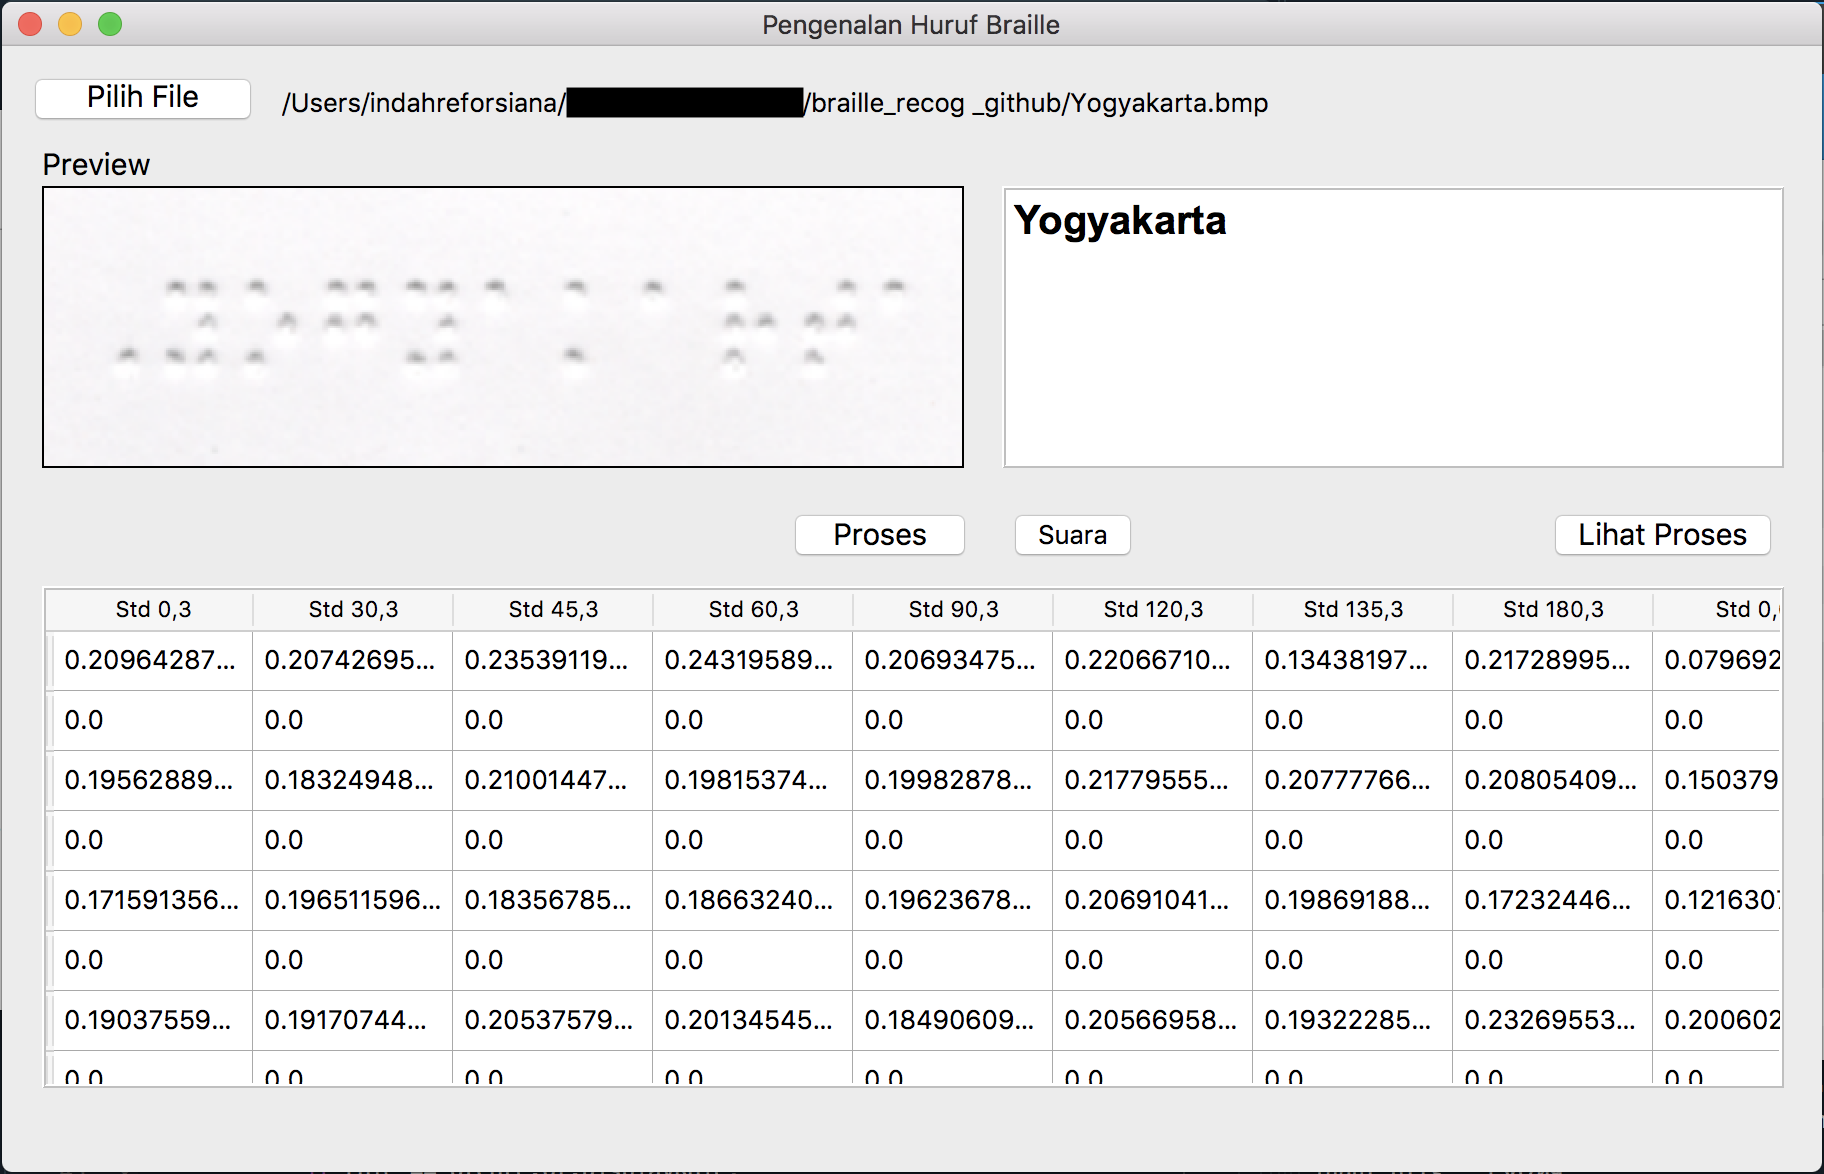 Pengenalan Huruf Braille
Pilih File
/Users/indahreforsiana/ /braille_recog _github/Yogyakarta.bmp
Preview
⠠⠽⠕⠛⠽⠁⠅⠁⠗⠞⠁
Yogyakarta
Proses
Suara
Lihat Proses
Std 0,3 Std 30,3 Std 45,3 Std 60,3 Std 90,3 Std 120,3 Std 135,3 Std 180,3 Std 0,
0.20964287... 0.20742695... 0.23539119... 0.24319589... 0.20693475... 0.22066710... 0.13438197... 0.21728995... 0.079692
0.0 0.0 0.0 0.0 0.0 0.0 0.0 0.0 0.0
0.19562889... 0.18324948... 0.21001447... 0.19815374... 0.19982878... 0.21779555... 0.20777766... 0.20805409... 0.150379
0.0 0.0 0.0 0.0 0.0 0.0 0.0 0.0 0.0
0.171591356... 0.196511596... 0.18356785... 0.18663240... 0.19623678... 0.20691041... 0.19869188... 0.17232446... 0.121630
0.0 0.0 0.0 0.0 0.0 0.0 0.0 0.0 0.0
0.19037559... 0.19170744... 0.20537579... 0.20134545... 0.18490609... 0.20566958... 0.19322285... 0.23269553... 0.200602
0.0 0.0 0.0 0.0 0.0 0.0 0.0 0.0 0.0